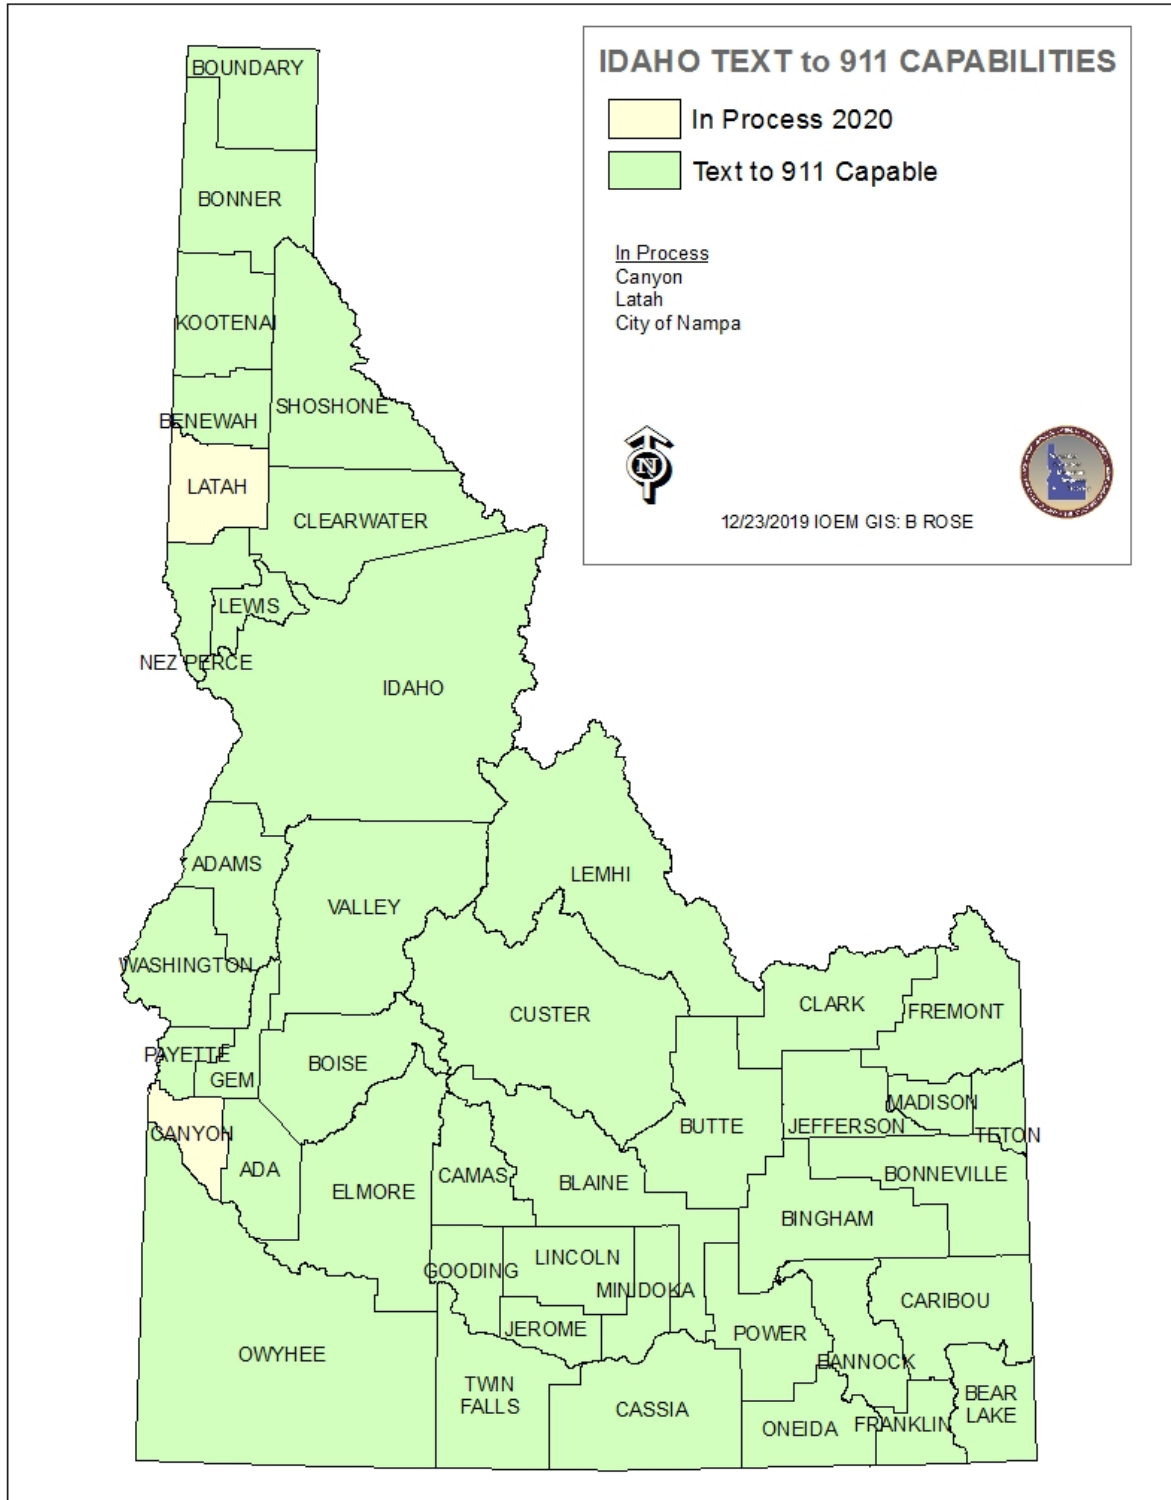 IDAHO TEXT to 911 CAPABILITIES
In Process 2020
Text to 911 Capable
In Process
Canyon
Latah
City of Nampa
N
12/23/2019 IOEM GIS: B ROSE
BOUNDARY
BONNER
KOOTENAI
SHOSHONE
BENEWAH
LATAH
CLEARWATER
LEWIS
NEZ PERCE
IDAHO
ADAMS
LEMHI
VALLEY
WASHINGTON
CLARK
FREMONT
CUSTER
PAYETTE
GEM
BOISE
MADISON
JEFFERSON
TETON
BUTTE
CANYON
ADA
ELMORE
CAMAS
BLAINE
BONNEVILLE
BINGHAM
GOODING
LINCOLN
MINIDOKA
CARIBOU
JEROME
POWER
OWYHEE
BANNOCK
TWIN
FALLS
CASSIA
BEAR
LAKE
ONEIDA
FRANKLIN